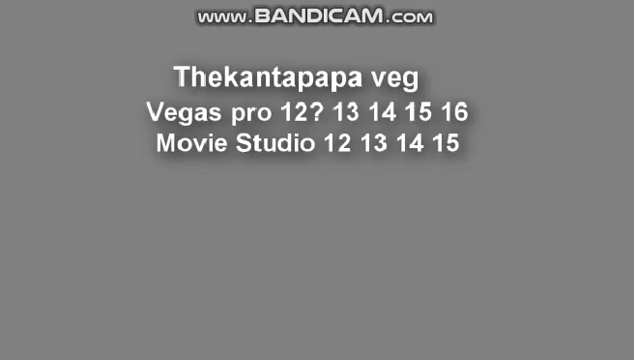 www.BANDICAM.com
Thekantapapa veg
Vegas pro 12? 13 14 15 16
Movie Studio 12 13 14 15